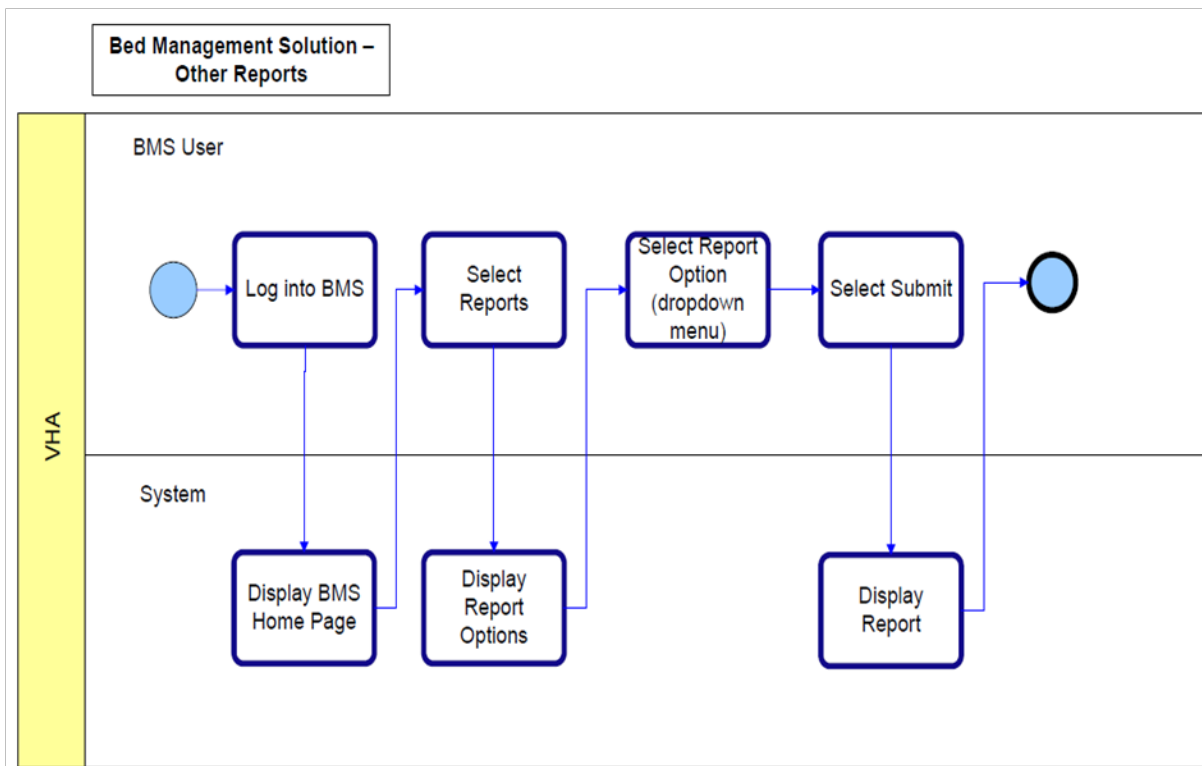 Bed Management Solution –
Other Reports
VHA
BMS User
Log into BMS
Select
Reports
Select Report
Option
(dropdown
menu)
Select Submit
System
Display BMS
Home Page
Display
Report
Options
Display
Report